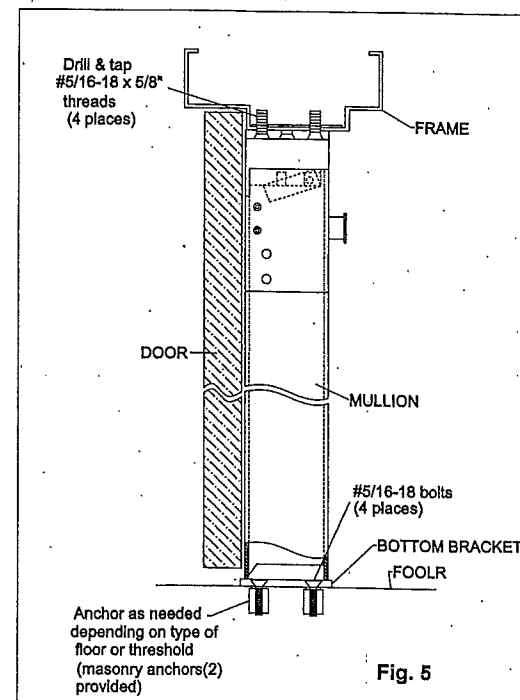 Drill & tap
#5/16-18 x 5/8"
threads
(4 places)
FRAME
DOOR
MULLION
#5/16-18 bolts
(4 places)
BOTTOM BRACKET
FOOLR
Anchor as needed
depending on type of
floor or threshold
(masonry anchors(2)
provided)
Fig. 5